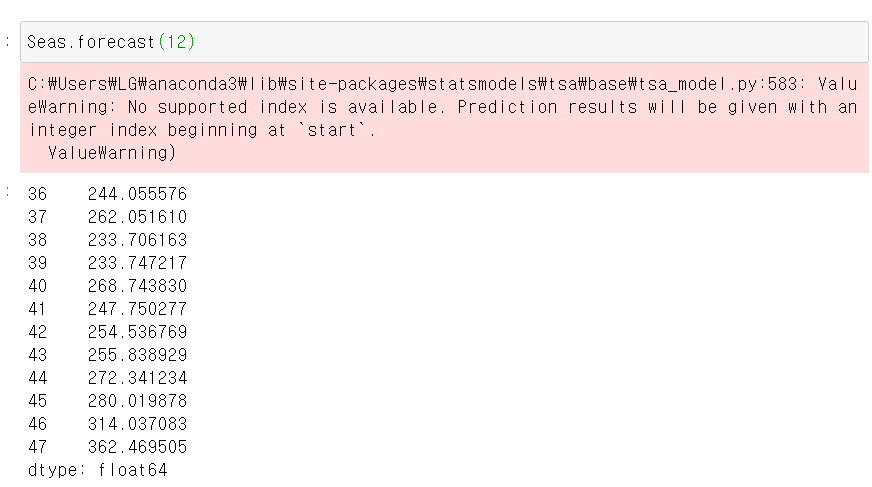 : Seas.forecast(12)
C:₩Users₩LG₩anaconda3₩lib₩site-packages₩statsmodels₩tsa₩base₩tsa_model.py:583: Valu
eWarning: No supported index is available. Prediction results will be given with an
integer index beginning at `start`.
ValueWarning)
:
36 244.055576
37 262.051610
38 233.706163
39 233.747217
40 268.743830
41 247.750277
42 254.536769
43 255.838929
44 272.341234
45 280.019878
46 314.037083
47 362.469505
dtype: float64